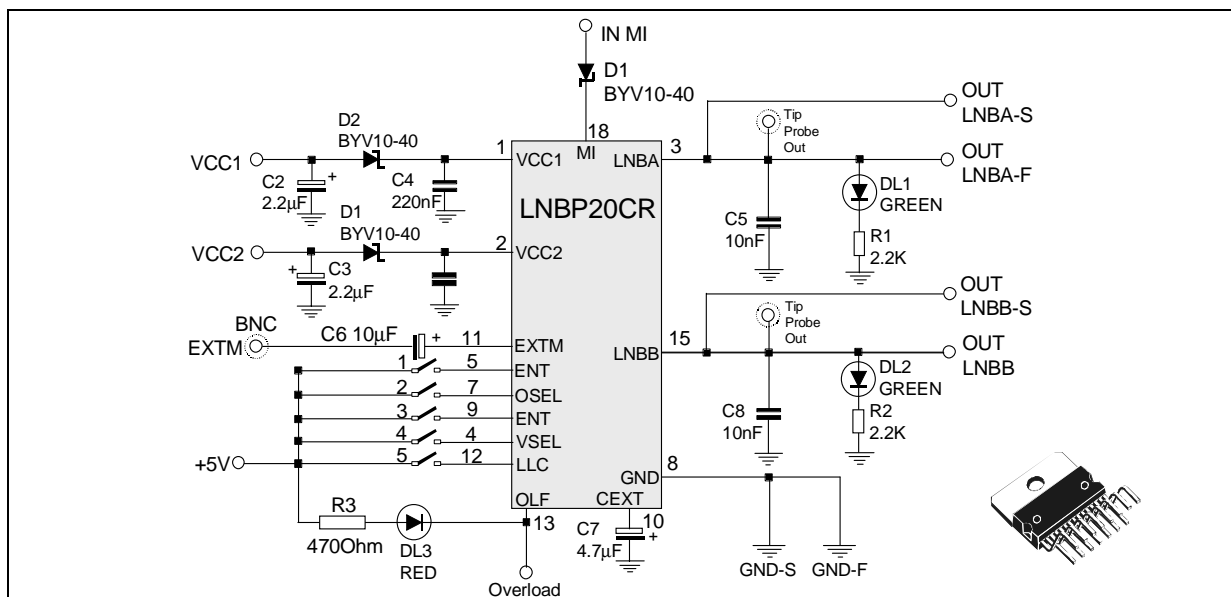 IN MI
D1
BYV10-40
18
MI
OUT
LNBA-S
Tip
Probe
Out
D2
BYV10-40
VCC1
1
VCC1
LNBA
3
OUT
LNBA-F
C2
2.2µF
+
C4
220nF
LNBP20CR
C5
10nF
DL1
GREEN
R1
2.2K
D1
BYV10-40
VCC2
2
VCC2
+
C3
2.2µF
OUT
LNBB-S
Tip
Probe
Out
BNC
EXTM
C6 10µF
+
11
EXTM
LNBB
15
OUT
LNBB
1
5
ENT
2
7
OSEL
3
9
ENT
4
4
VSEL
5
12
LLC
+5V
C8
10nF
DL2
GREEN
R2
2.2K
GND
8
OLF
CEXT
13
10
R3
470Ohm
DL3
RED
C7
4.7µF
+
Overload
GND-S
GND-F